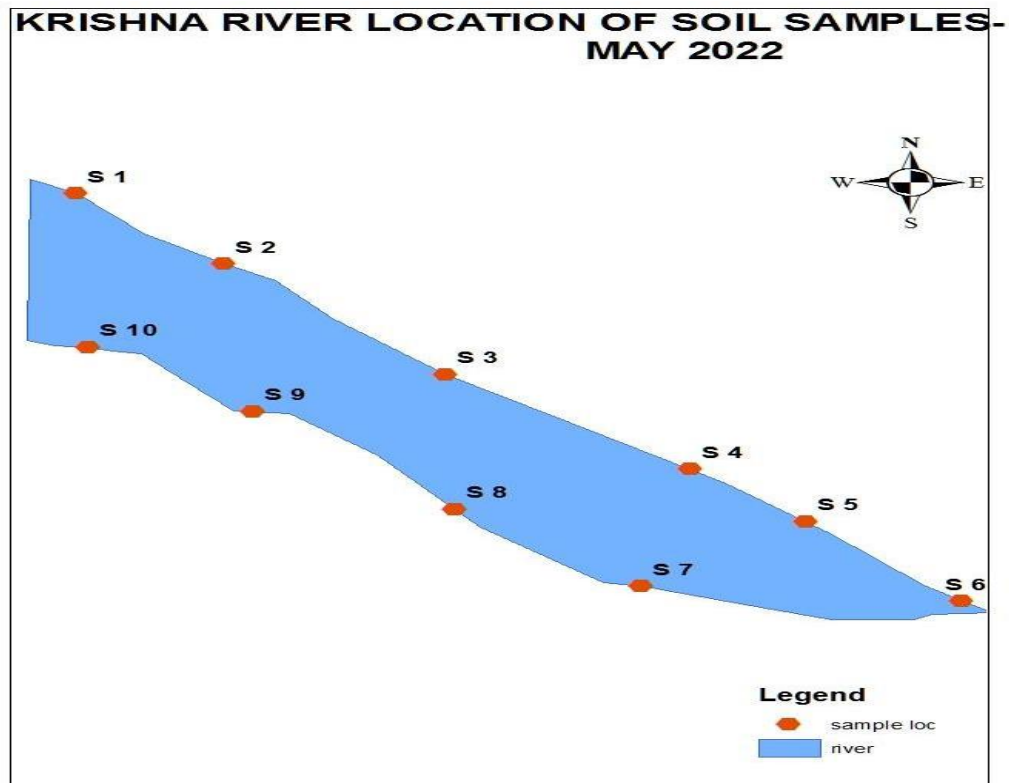 KRISHNA RIVER LOCATION OF SOIL SAMPLES-
MAY 2022
N
W E
S
S 1
S 2
S 10
S 3
S 9
S 4
S 8
S 5
S 7
S 6
Legend
sample loc
river